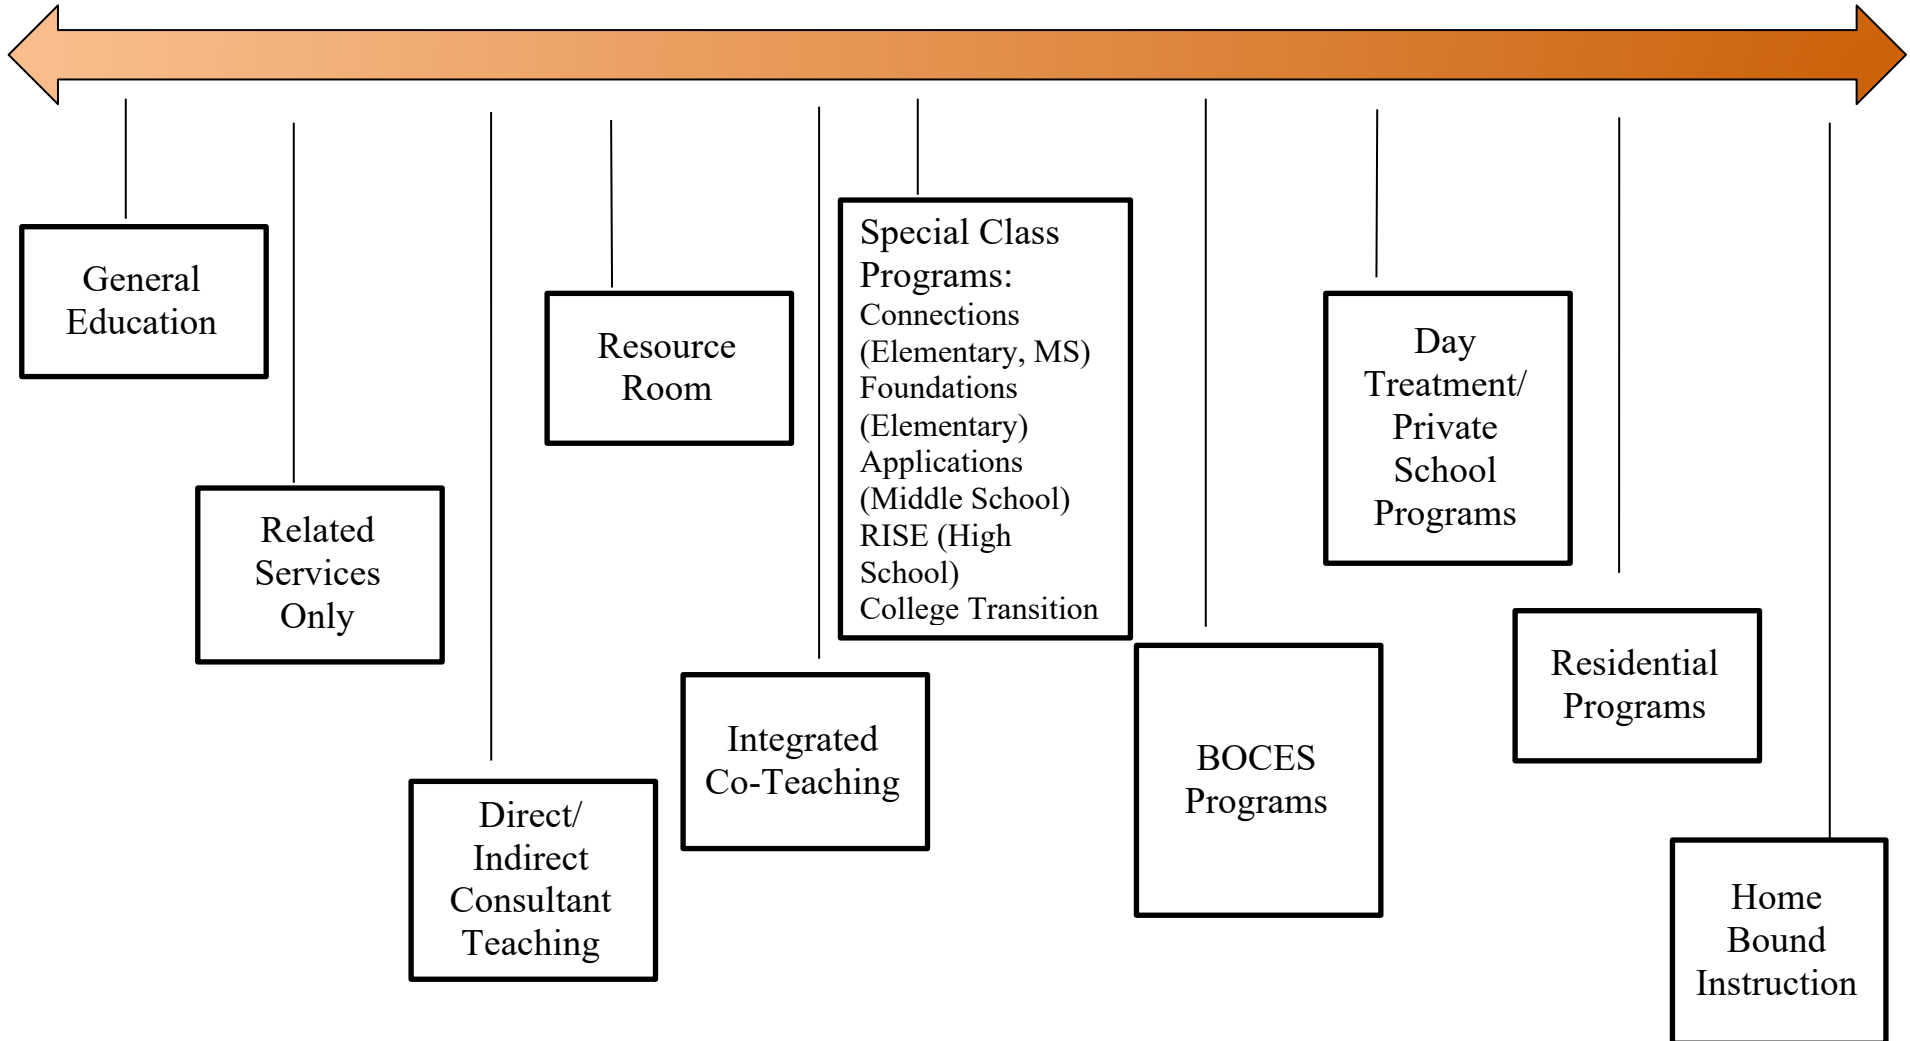 General
Education
Related
Services
Only
Direct/
Indirect
Consultant
Teaching
Resource
Room
Integrated
Co-Teaching
Special Class
Programs:
Connections
(Elementary, MS)
Foundations
(Elementary)
Applications
(Middle School)
RISE (High
School)
College Transition
BOCES
Programs
Day
Treatment/
Private
School
Programs
Residential
Programs
Home
Bound
Instruction